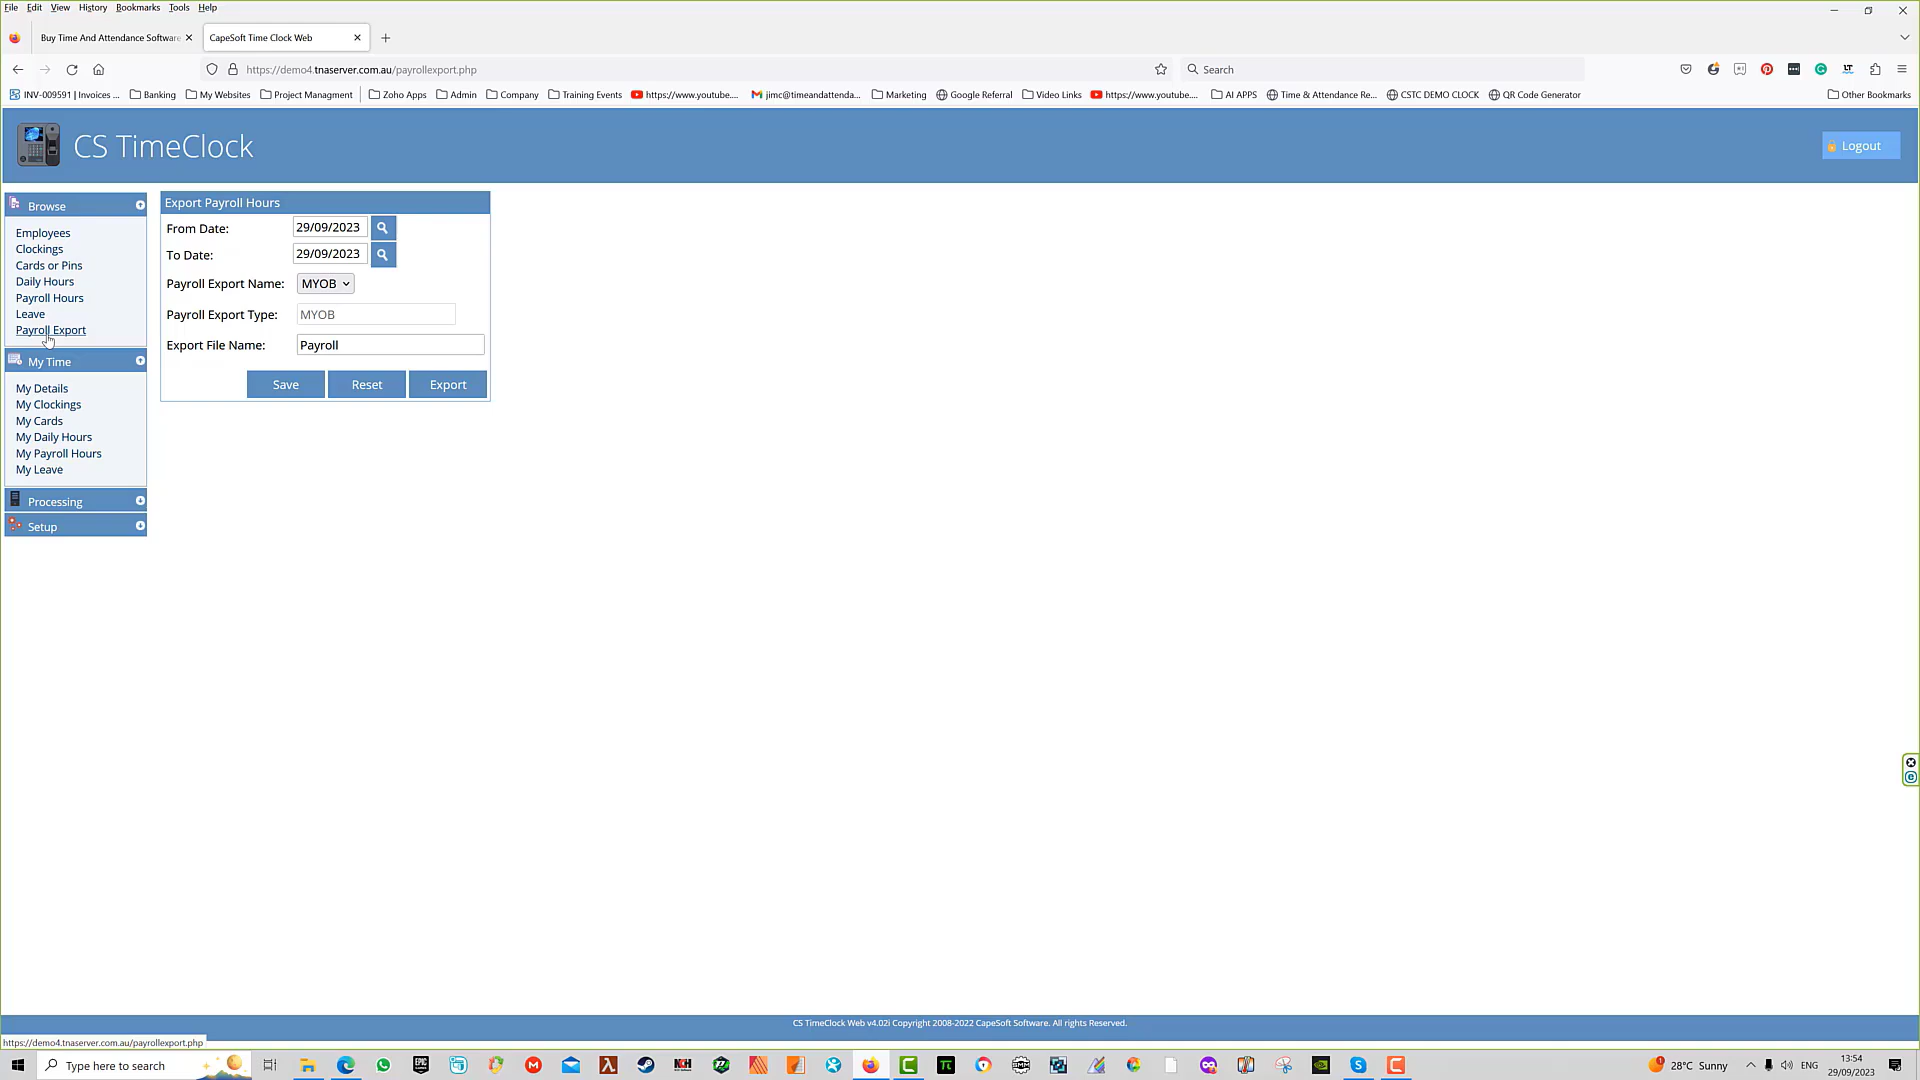 File Edit View History Bookmarks Tools Help
Buy Time And Attendance Software
CapeSoft Time Clock Web
https://demo4.tnaserver.com.au/payrollexport.php
Search
INV-009591 | Invoices ... Banking My Websites Project Managment Zoho Apps Admin Company Training Events https://www.youtube.... jimc@timeandattenda... Marketing Google Referral Video Links https://www.youtube.... AI APPS Time & Attendance Re... CSTC DEMO CLOCK QR Code Generator Other Bookmarks
CS TimeClock
Logout
Browse
Employees
Clockings
Cards or Pins
Daily Hours
Payroll Hours
Leave
Payroll Export
My Time
My Details
My Clockings
My Cards
My Daily Hours
My Payroll Hours
My Leave
Processing
Setup
Export Payroll Hours
From Date: 29/09/2023
To Date: 29/09/2023
Payroll Export Name: MYOB
Payroll Export Type: MYOB
Export File Name: Payroll
Save Reset Export
CS TimeClock Web v4.02i Copyright 2008-2022 CapeSoft Software. All rights Reserved.
https://demo4.tnaserver.com.au/payrollexport.php
Type here to search
28°C Sunny
ENG
13:54
29/09/2023